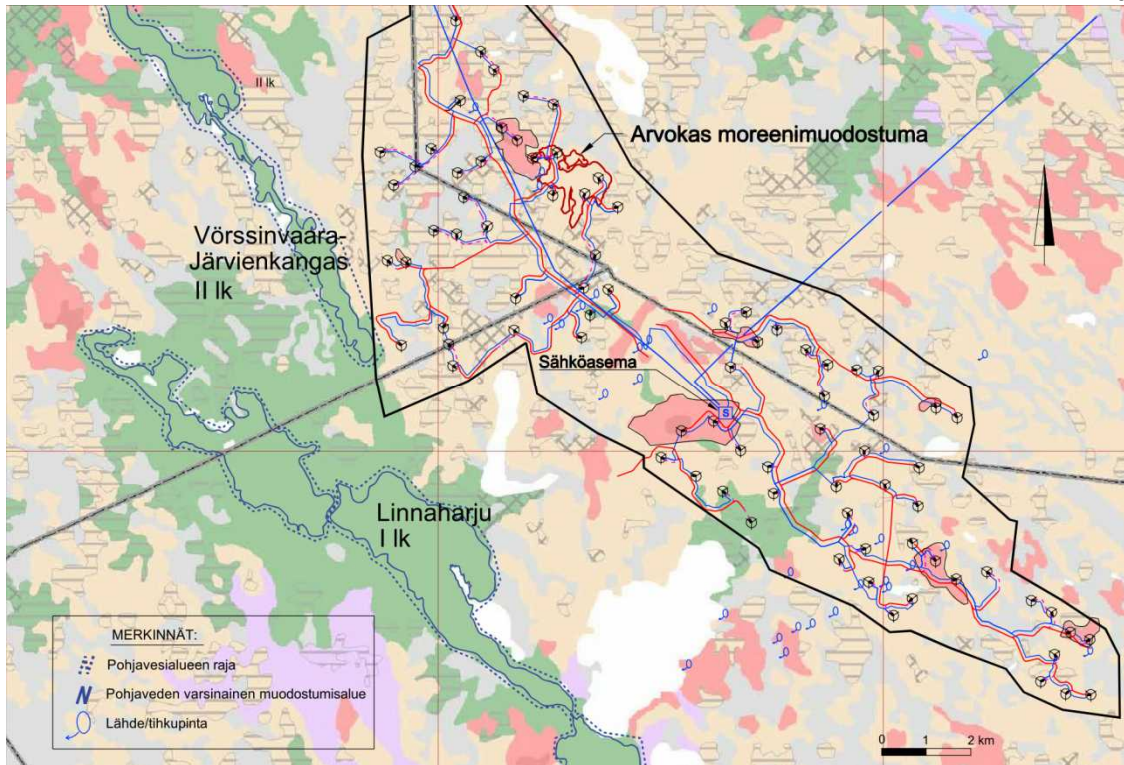 II lk
Arvokas moreenimuodostuma
Vörssinvaara-
Järvienkangas
II lk
Sähköasema
S
Linnaharju
I lk
MERKINNÄT:
Pohjavesialueen raja
Pohjaveden varsinainen muodostumisalue
Lähde/tihkupinta
0 1 2 km